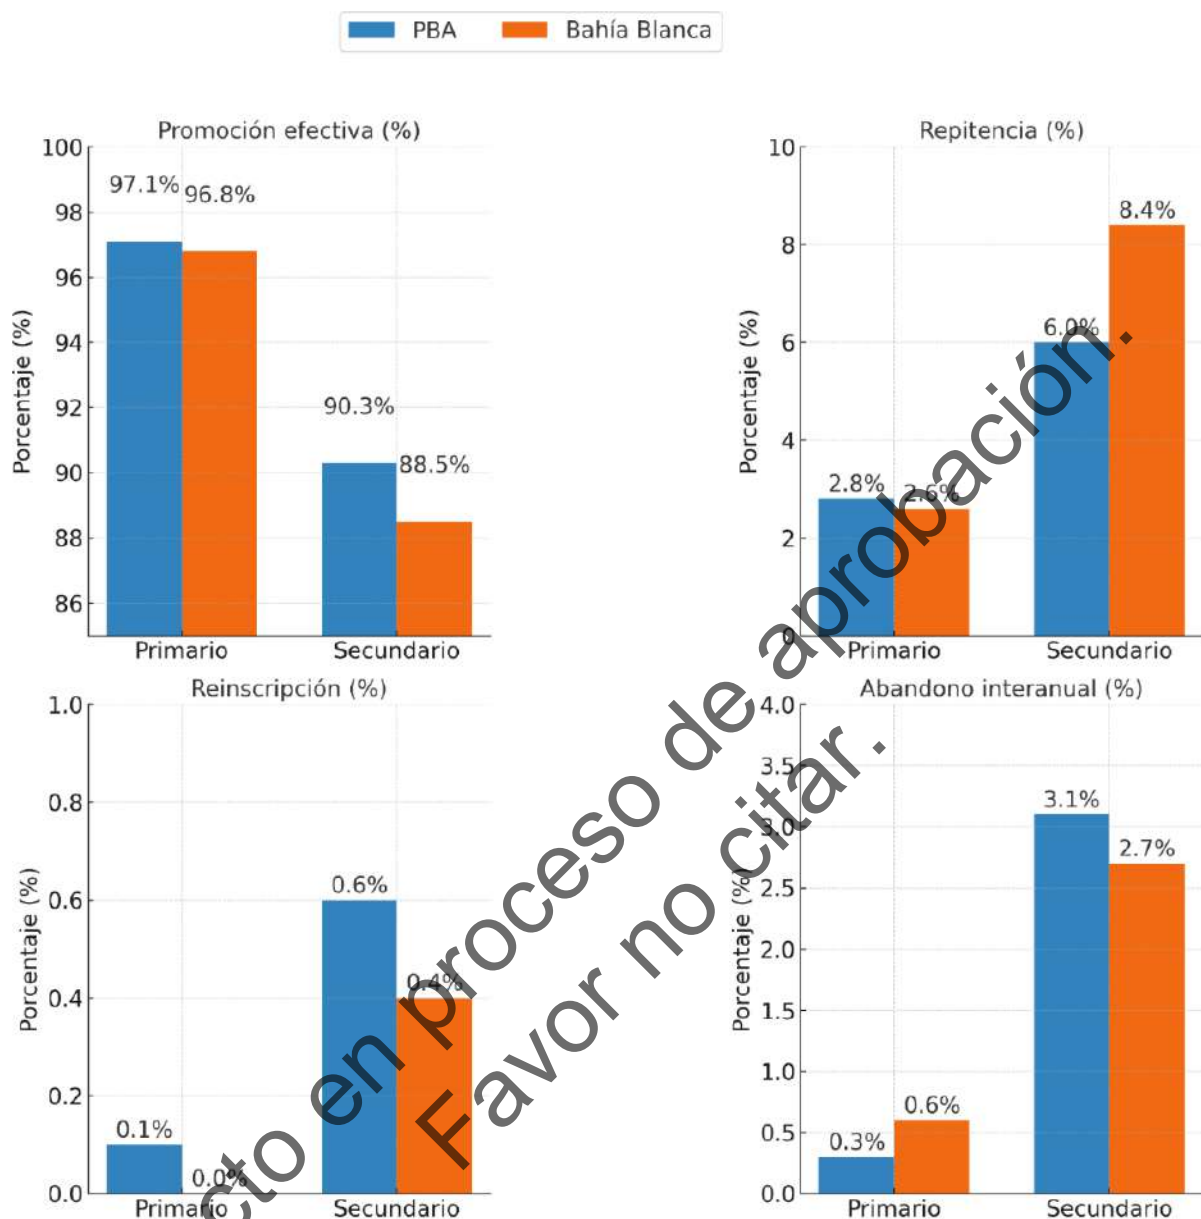 PBA
Bahía Blanca
Promoción efectiva (%)
Porcentaje (%)
100
98
96
94
92
90
88
86
97.1%
96.8%
90.3%
88.5%
Primario
Secundario
Repitencia (%)
Porcentaje (%)
10
8
6
4
2
0
2.8%
2.6%
6.0%
8.4%
Primario
Secundario
Reinscripción (%)
Porcentaje (%)
1.0
0.8
0.6
0.4
0.2
0.0
0.1%
0.0%
0.6%
0.4%
Primario
Secundario
Abandono interanual (%)
Porcentaje (%)
4.0
3.5
3.0
2.5
2.0
1.5
1.0
0.5
0.0
0.3%
0.6%
3.1%
2.7%
Primario
Secundario
cto en proceso de aprobación.
Favor no citar.